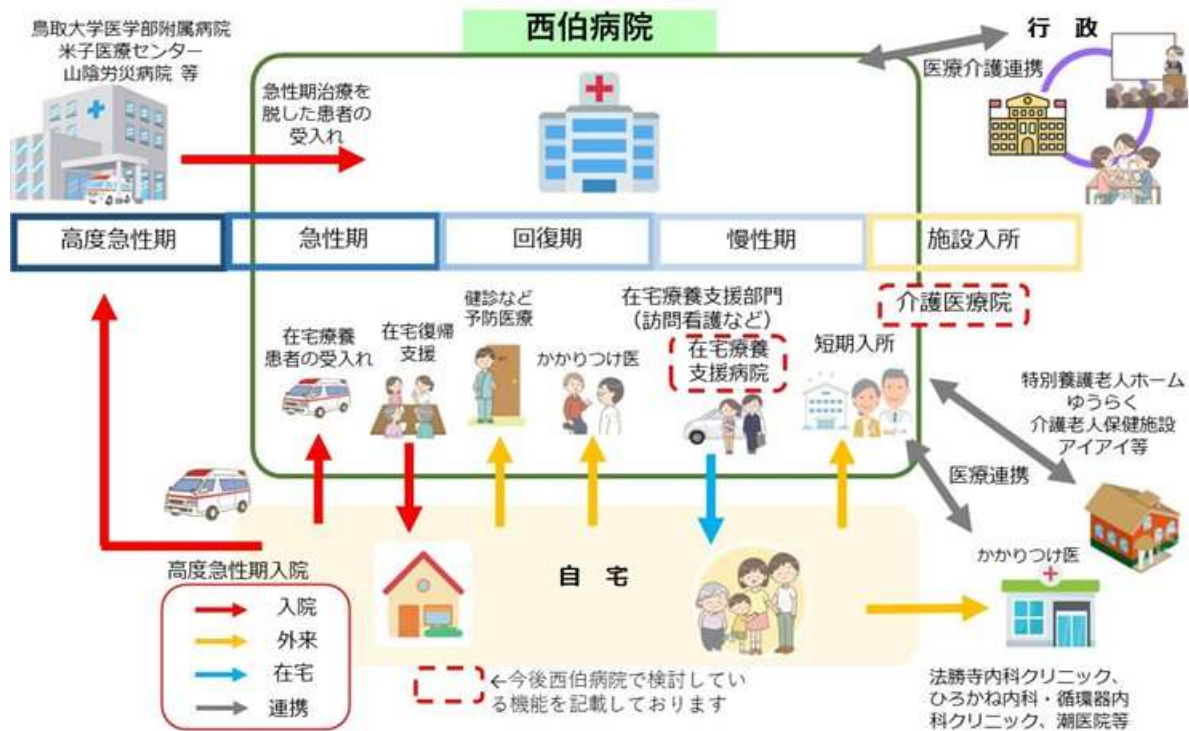 西伯病院
鳥取大学医学部附属病院
米子医療センター
山陰労災病院 等
急性期治療を
脱した患者の
受入れ
行 政
医療介護連携
高度急性期
急性期
回復期
慢性期
施設入所
介護医療院
在宅療養
患者の受入れ
在宅復帰
支援
健診など
予防医療
かかりつけ医
在宅療養支援部門
（訪問看護など）
在宅療養
支援病院
短期入所
特別養護老人ホーム
ゆうらく
介護老人保健施設
アイアイ等
医療連携
かかりつけ医
自 宅
高度急性期入院
入院
外来
在宅
連携
←今後西伯病院で検討してい
る機能を記載しております
法勝寺内科クリニック、
ひろかね内科・循環器内
科クリニック、潮医院等